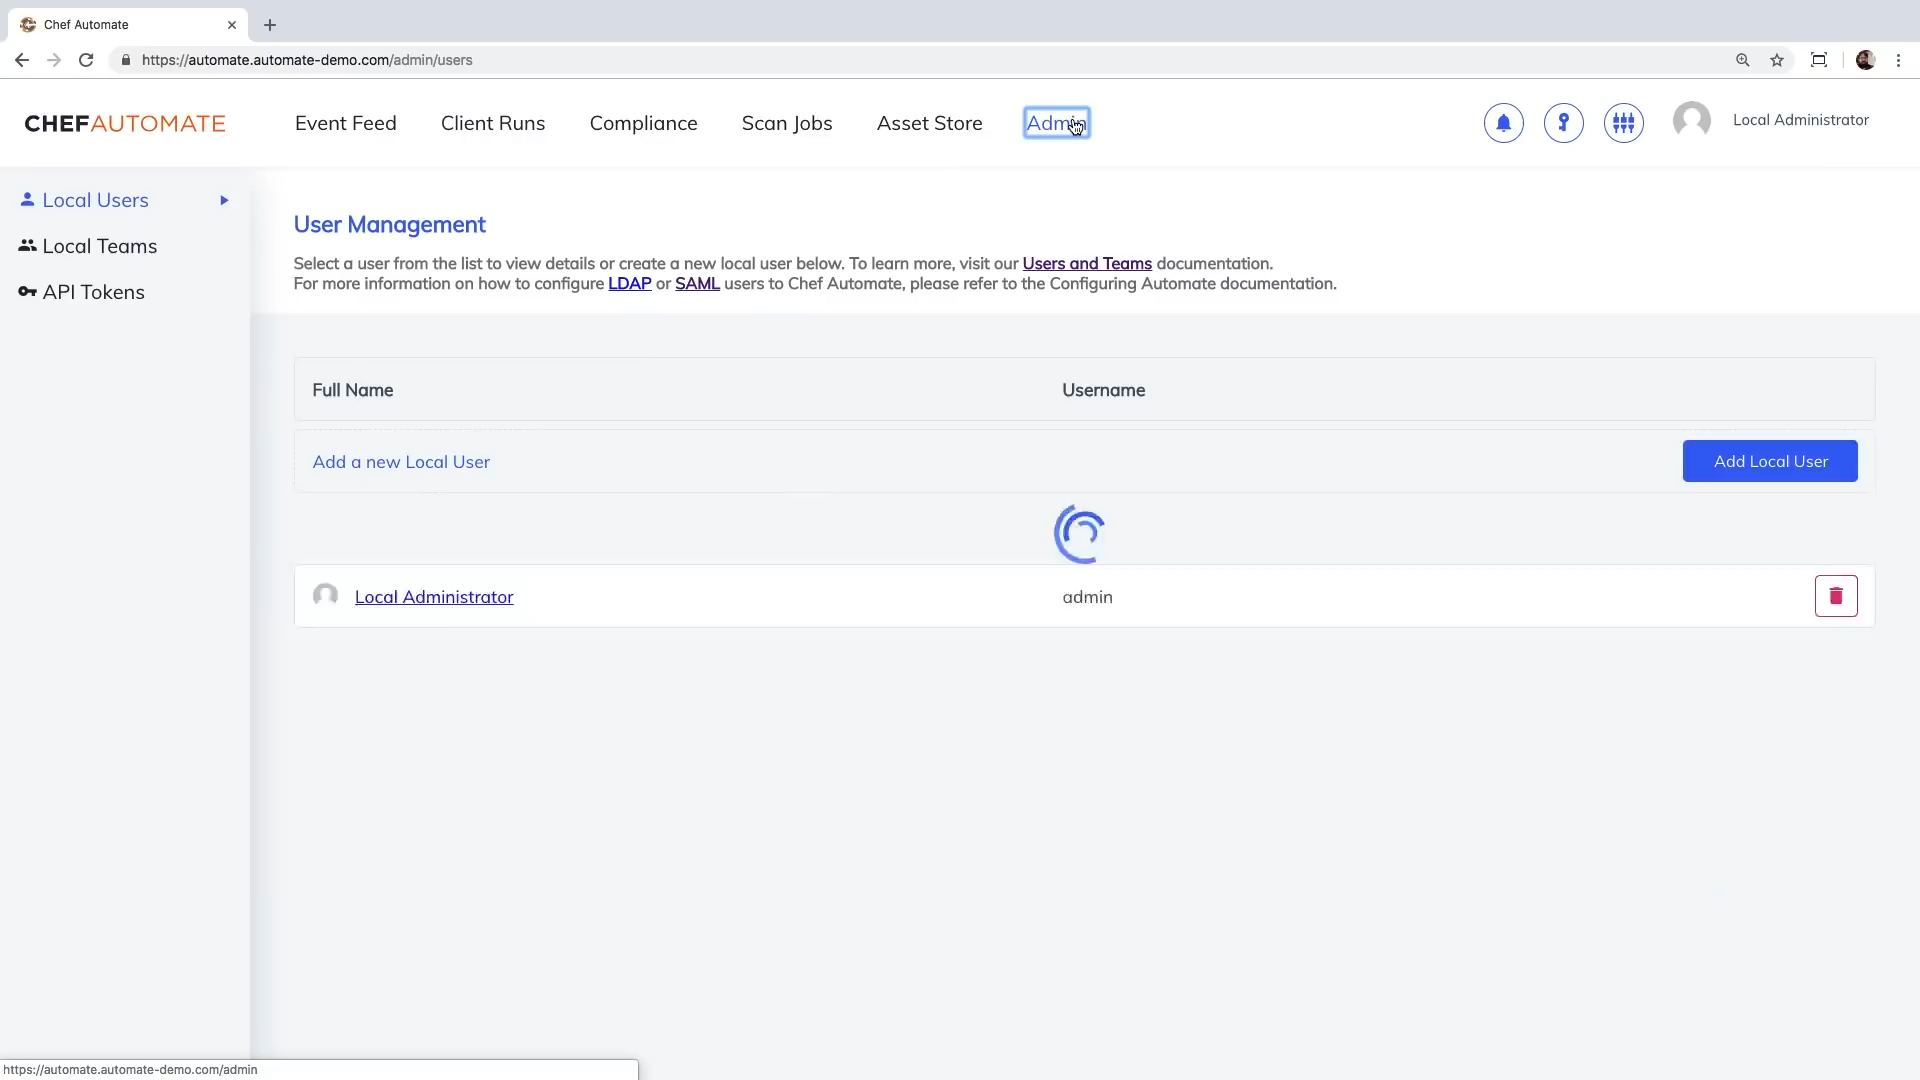 Chef Automate
https://automate.automate-demo.com/admin/users
CHEFAUTOMATE
Event Feed
Client Runs
Compliance
Scan Jobs
Asset Store
Admin
Local Administrator
Local Users
Local Teams
API Tokens
User Management
Select a user from the list to view details or create a new local user below. To learn more, visit our Users and Teams documentation.
For more information on how to configure LDAP or SAML users to Chef Automate, please refer to the Configuring Automate documentation.
Full Name
Username
Add a new Local User
Add Local User
Local Administrator
admin
https://automate.automate-demo.com/admin